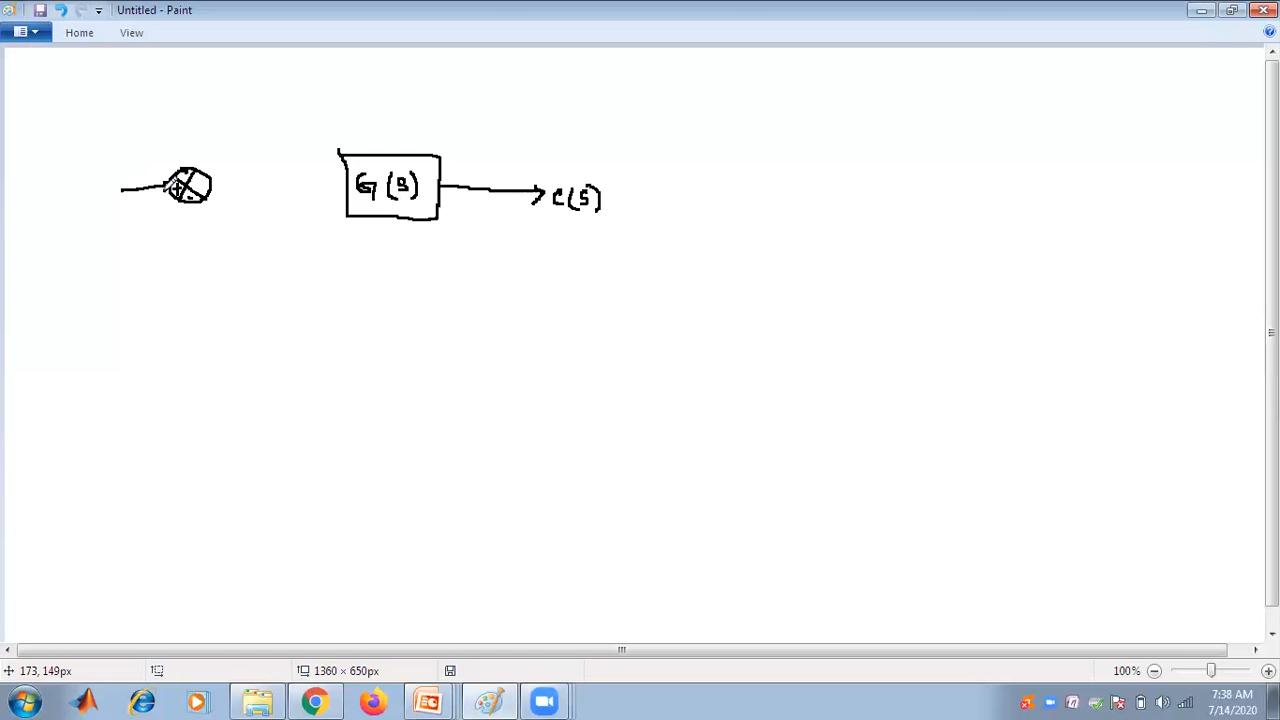 Untitled - Paint
Home View
G(s) C(S)
173, 149px 1360 × 650px 100%
7:38 AM
7/14/2020